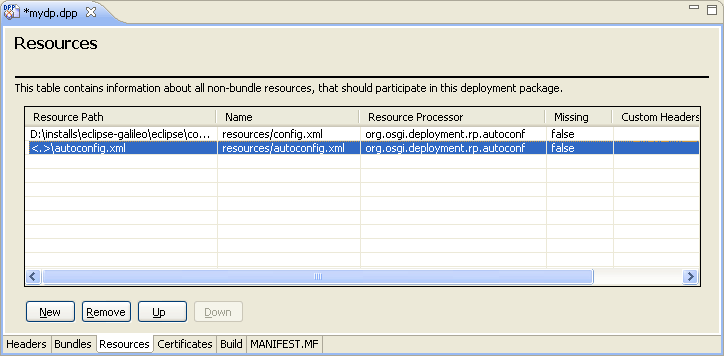 DPP *mydp.dpp
Resources
This table contains information about all non-bundle resources, that should participate in this deployment package.
Resource Path Name Resource Processor Missing Custom Headers
D:\installs\eclipse-galileo\eclipse\co... resources/config.xml org.osgi.deployment.rp.autoconf false
<.>\autoconfig.xml resources/autoconfig.xml org.osgi.deployment.rp.autoconf false
New Remove Up Down
Headers Bundles Resources Certificates Build MANIFEST.MF